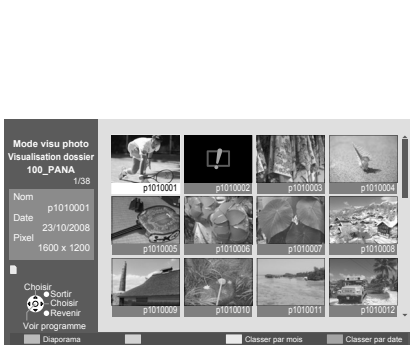 Mode visu photo
Visualisation dossier
100_PANA
1/38
Nom
p1010001
Date
23/10/2008
Pixel
1600 x 1200
Choisir
Sortir
Choisir
Revenir
Voir programme
p1010001 p1010002 p1010003 p1010004
p1010005 p1010006 p1010007 p1010008
p1010009 p1010010 p1010011 p1010012
Diaporama Classer par mois Classer par date